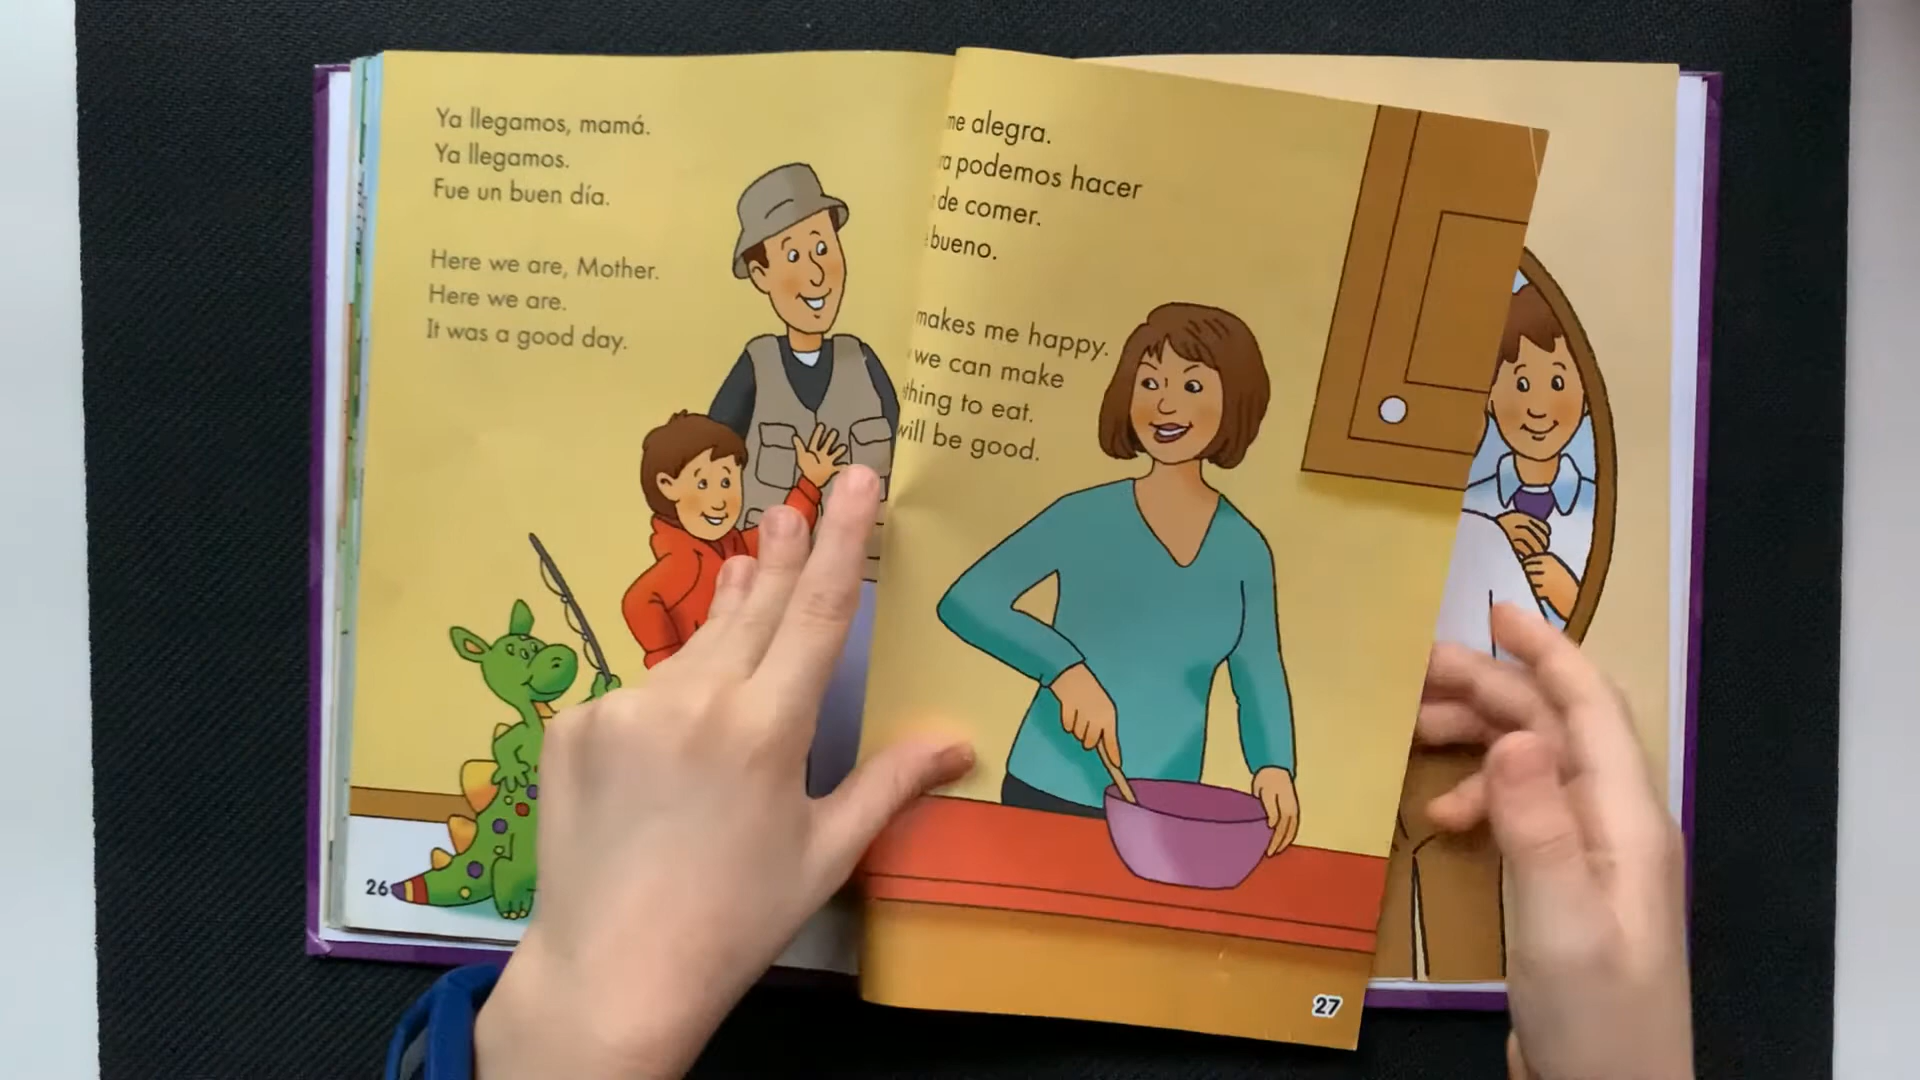 Ya llegamos, mamá.
Ya llegamos.
Fue un buen día.
Here we are, Mother.
Here we are.
It was a good day.
26
me alegra.
podemos hacer
de comer.
bueno.
makes me happy.
we can make
thing to eat.
will be good.
27